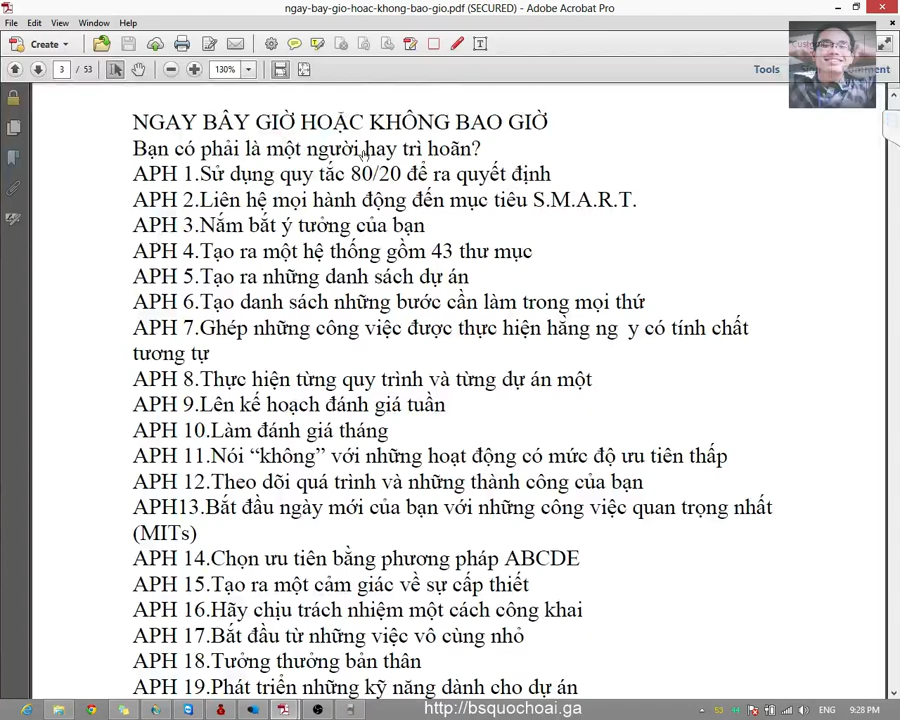 ngay-bay-gio-hoac-khong-bao-gio.pdf (SECURED) - Adobe Acrobat Pro
File Edit View Window Help
Create
3 / 53 130% Tools Comment
NGAY BÂY GIỜ HOẶC KHÔNG BAO GIỜ
Bạn có phải là một người hay trì hoãn?
APH 1.Sử dụng quy tắc 80/20 để ra quyết định
APH 2.Liên hệ mọi hành động đến mục tiêu S.M.A.R.T.
APH 3.Nắm bắt ý tưởng của bạn
APH 4.Tạo ra một hệ thống gồm 43 thư mục
APH 5.Tạo ra những danh sách dự án
APH 6.Tạo danh sách những bước cần làm trong mọi thứ
APH 7.Ghép những công việc được thực hiện hằng ng y có tính chất
tương tự
APH 8.Thực hiện từng quy trình và từng dự án một
APH 9.Lên kế hoạch đánh giá tuần
APH 10.Làm đánh giá tháng
APH 11.Nói “không” với những hoạt động có mức độ ưu tiên thấp
APH 12.Theo dõi quá trình và những thành công của bạn
APH13.Bắt đầu ngày mới của bạn với những công việc quan trọng nhất
(MITs)
APH 14.Chọn ưu tiên bằng phương pháp ABCDE
APH 15.Tạo ra một cảm giác về sự cấp thiết
APH 16.Hãy chịu trách nhiệm một cách công khai
APH 17.Bắt đầu từ những việc vô cùng nhỏ
APH 18.Tưởng thưởng bản thân
APH 19.Phát triển những kỹ năng dành cho dự án
http://bsquochoai.ga
53 44 ENG 9:28 PM